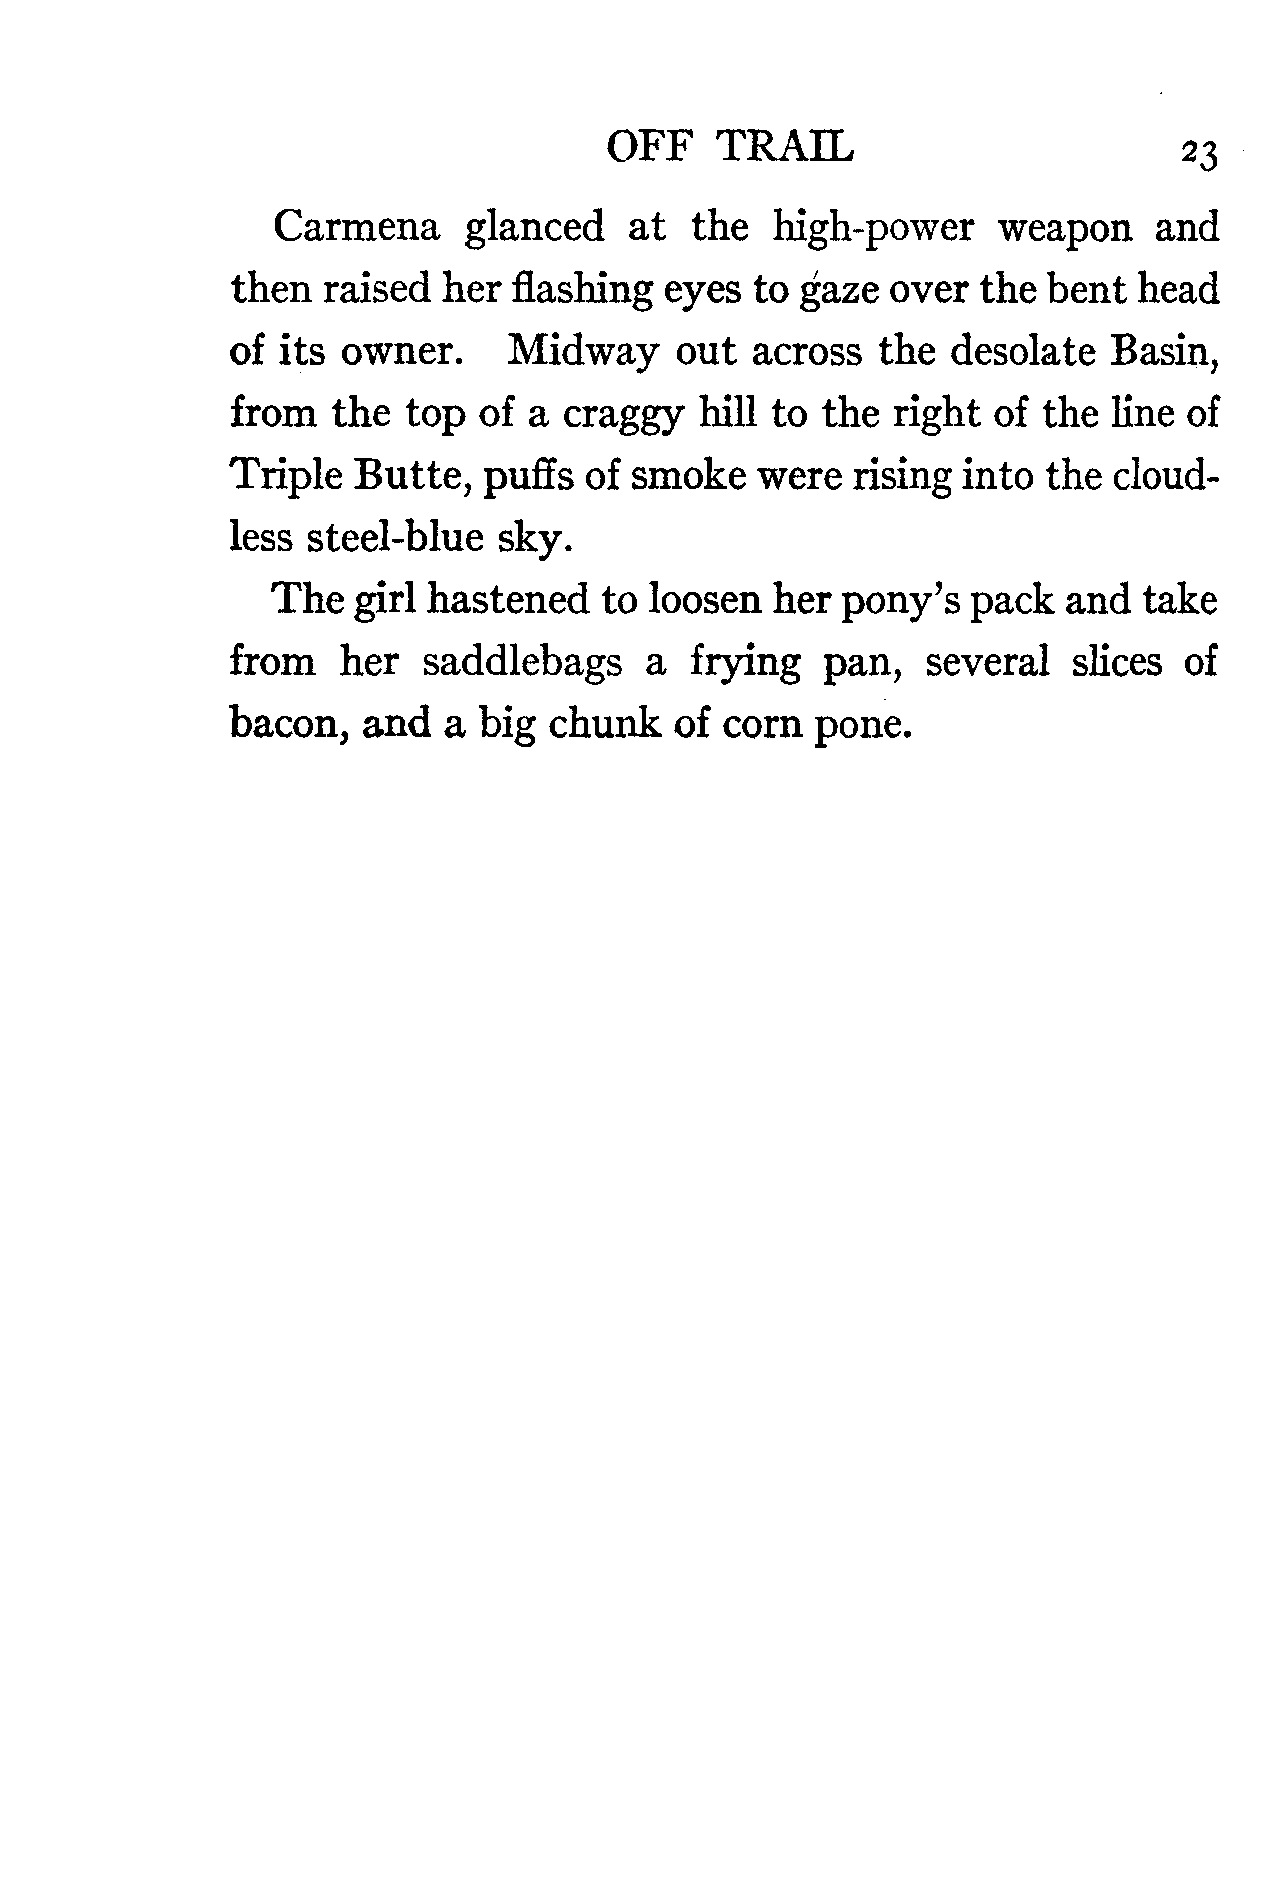 OFF TRAIL 23
Carmena glanced at the high-power weapon and
then raised her flashing eyes to gaze over the bent head
of its owner. Midway out across the desolate Basin,
from the top of a craggy hill to the right of the line of
Triple Butte, puffs of smoke were rising into the cloud-
less steel-blue sky.
The girl hastened to loosen her pony's pack and take
from her saddlebags a frying pan, several slices of
bacon, and a big chunk of corn pone.